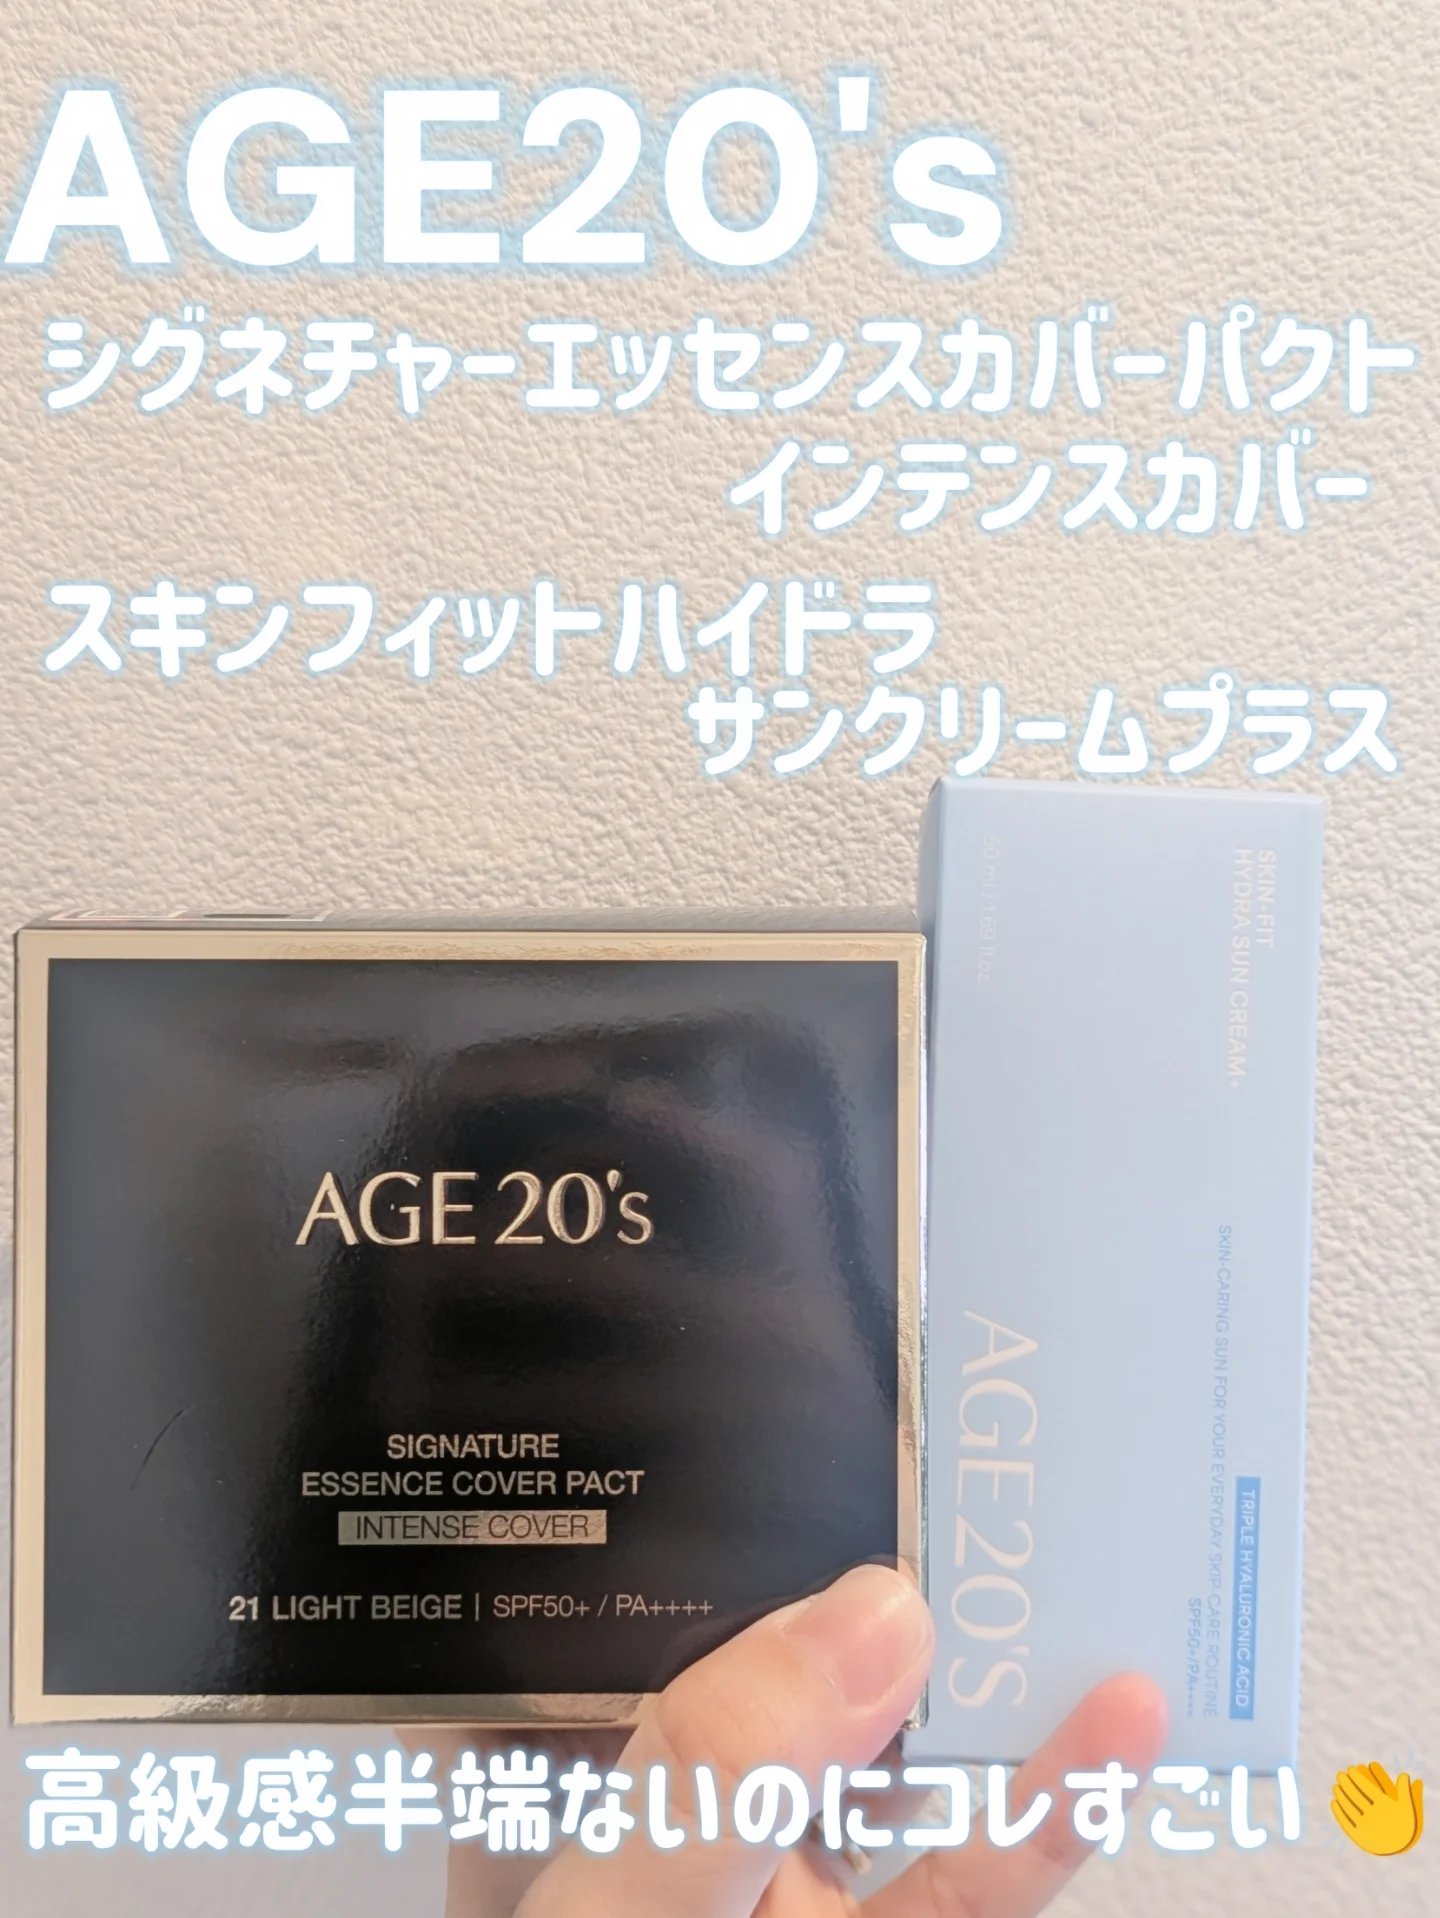 AGE20's
シグネチャーエッセンスカバーパクト
インテンスカバー
スキンフィットハイドラ
サンクリームプラス
AGE 20's
SIGNATURE
ESSENCE COVER PACT
INTENSE COVER
21 LIGHT BEIGE | SPF50+ / PA++++
SKIN-FIT
HYDRA SUN CREAM+
50 ml / 1.69 fl.oz
AGE20'S
TRIPLE HYALURONIC ACID
SKIN-CARING SUN FOR YOUR EVERYDAY SKIP-CARE ROUTINE
SPF50+/PA++++
高級感半端ないのにコレすごい👏